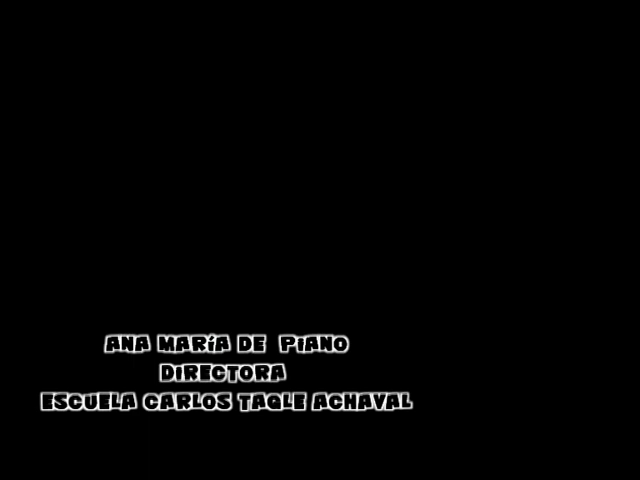 ANA MARÍA DE PIANO
DIRECTORA
ESCUELA CARLOS TAGLE ACHAVAL